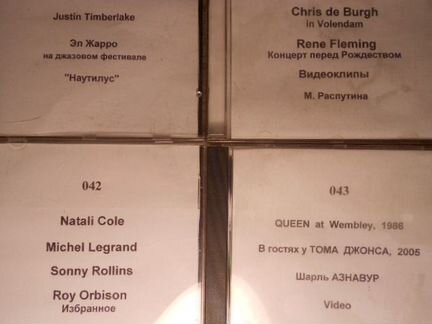 Justin Timberlake
Эл Жарро
на джазовом фестивале
"Наутилус"
Chris de Burgh
in Volendam
Rene Fleming
Концерт перед Рождеством
Видеоклипы
М. Распутина
042
Natali Cole
Michel Legrand
Sonny Rollins
Roy Orbison
Избранное
043
QUEEN at Wembley, 1986
В гостях у ТОМА ДЖОНСА, 2005
Шарль АЗНАВУР
Video